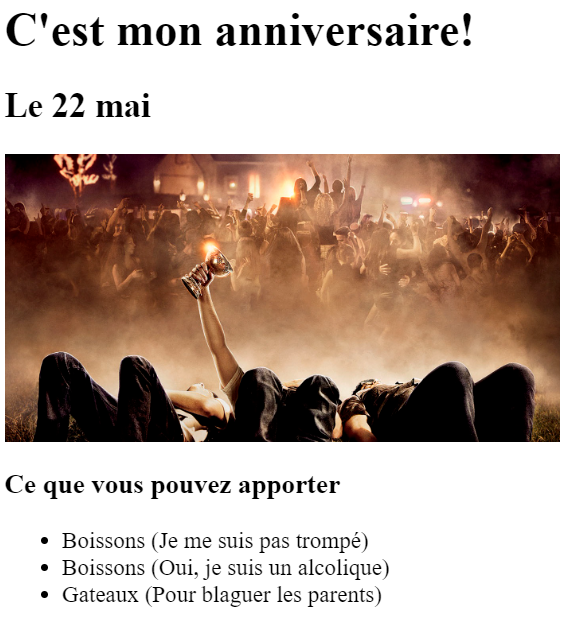 C'est mon anniversaire!
Le 22 mai
Ce que vous pouvez apporter
Boissons (Je me suis pas trompé)
Boissons (Oui, je suis un alcolique)
Gateaux (Pour blaguer les parents)